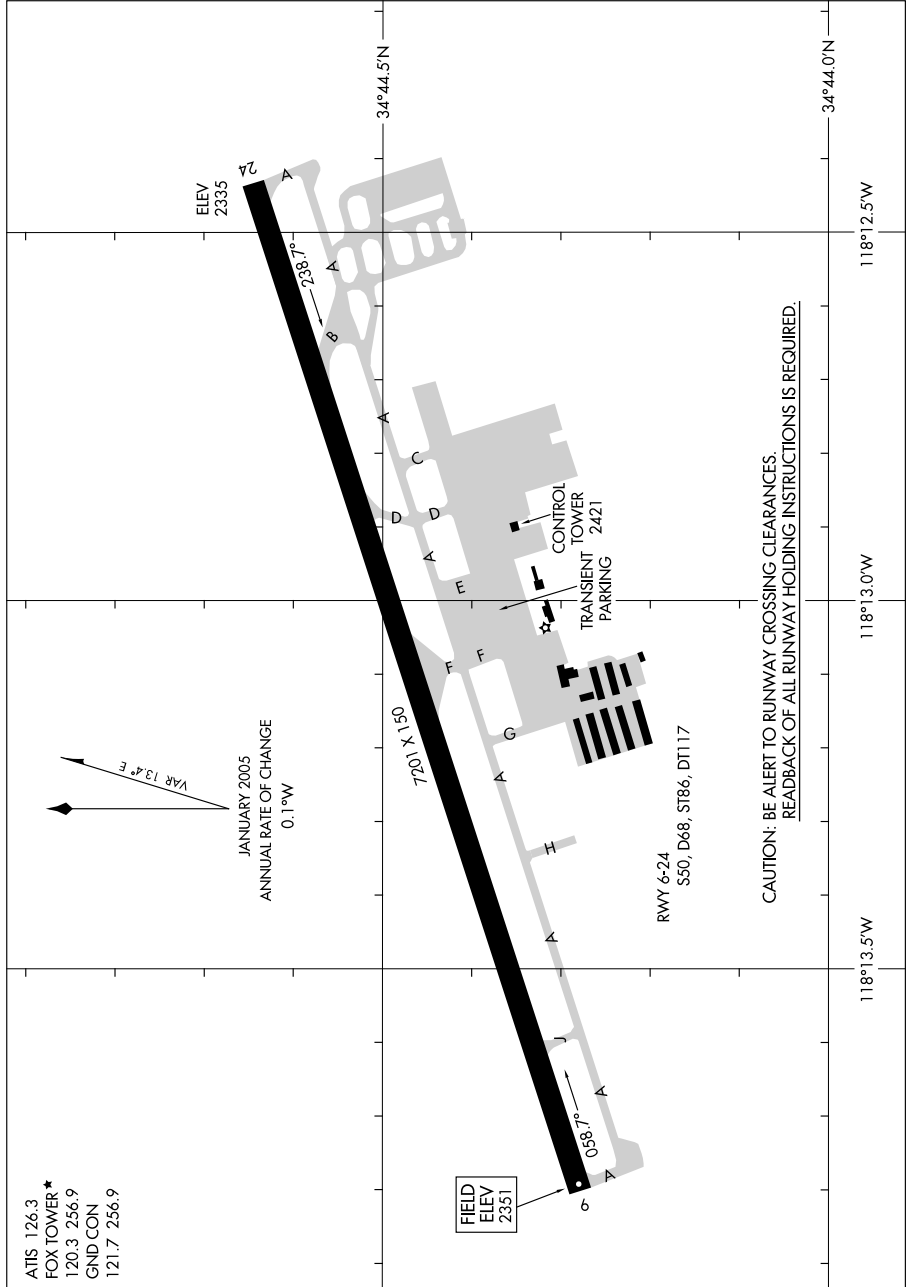 ATIS 126.3
FOX TOWER ★
120.3 256.9
GND CON
121.7 256.9
VAR 13.4° E
JANUARY 2005
ANNUAL RATE OF CHANGE
0.1°W
34°44.5'N
34°44.0'N
ELEV
2335
24
A
238.7°
A
B
A
C
D
D
A
E
F
F
7201 X 150
G
A
H
A
J
A
058.7°
A
6
FIELD
ELEV
2351
CONTROL
TOWER
2421
TRANSIENT
PARKING
RWY 6-24
S50, D68, ST86, DT117
CAUTION: BE ALERT TO RUNWAY CROSSING CLEARANCES.
READBACK OF ALL RUNWAY HOLDING INSTRUCTIONS IS REQUIRED.
118°13.5'W
118°13.0'W
118°12.5'W